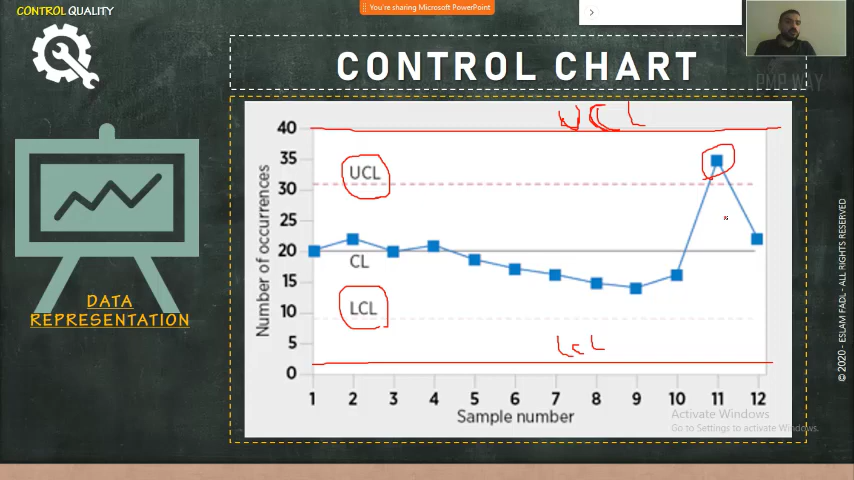 CONTROL QUALITY
You're sharing Microsoft PowerPoint
CONTROL CHART
PMP WAY
UCL
40
35
30
25
20
15
10
5
0
Number of occurrences
UCL
CL
LCL
LCL
1 2 3 4 5 6 7 8 9 10 11 12
Sample number
DATA
REPRESENTATION
Activate Windows
Go to Settings to activate Windows.
© 2020 - ESLAM FADL - ALL RIGHTS RESERVED